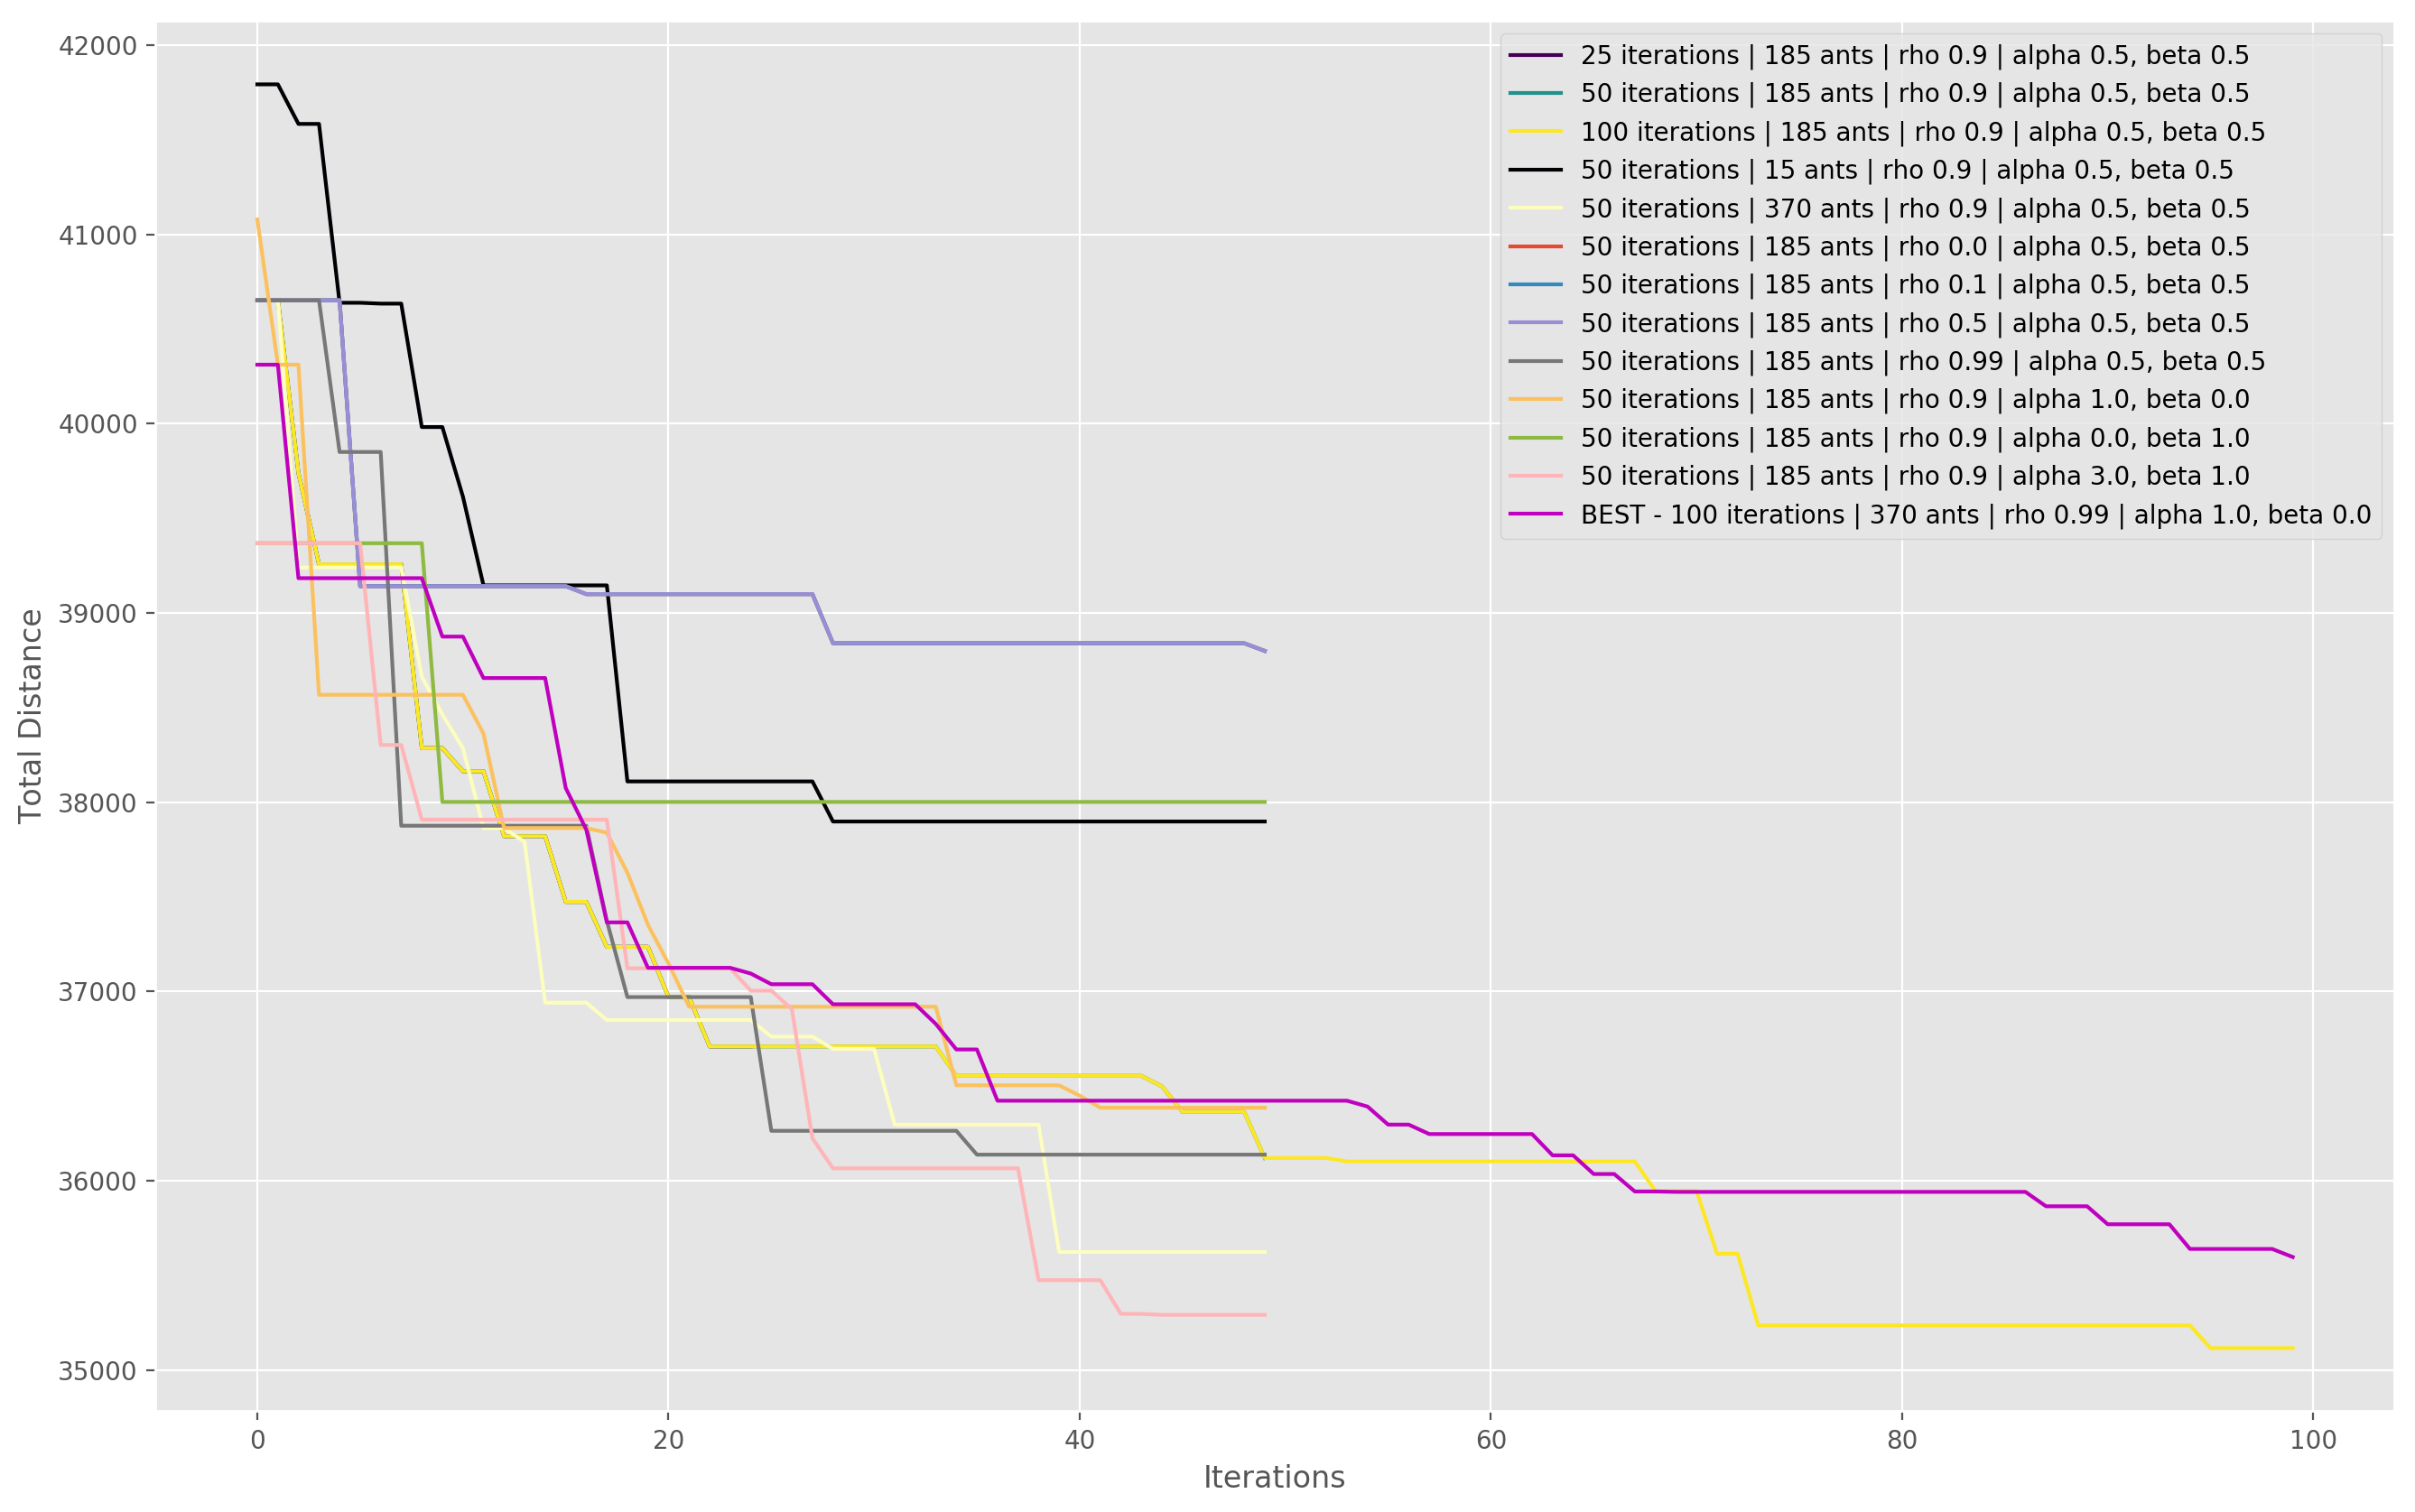 42000
41000
40000
39000
38000
37000
36000
35000
Total Distance
0 20 40 60 80 100
Iterations
25 iterations | 185 ants | rho 0.9 | alpha 0.5, beta 0.5
50 iterations | 185 ants | rho 0.9 | alpha 0.5, beta 0.5
100 iterations | 185 ants | rho 0.9 | alpha 0.5, beta 0.5
50 iterations | 15 ants | rho 0.9 | alpha 0.5, beta 0.5
50 iterations | 370 ants | rho 0.9 | alpha 0.5, beta 0.5
50 iterations | 185 ants | rho 0.0 | alpha 0.5, beta 0.5
50 iterations | 185 ants | rho 0.1 | alpha 0.5, beta 0.5
50 iterations | 185 ants | rho 0.5 | alpha 0.5, beta 0.5
50 iterations | 185 ants | rho 0.99 | alpha 0.5, beta 0.5
50 iterations | 185 ants | rho 0.9 | alpha 1.0, beta 0.0
50 iterations | 185 ants | rho 0.9 | alpha 0.0, beta 1.0
50 iterations | 185 ants | rho 0.9 | alpha 3.0, beta 1.0
BEST - 100 iterations | 370 ants | rho 0.99 | alpha 1.0, beta 0.0